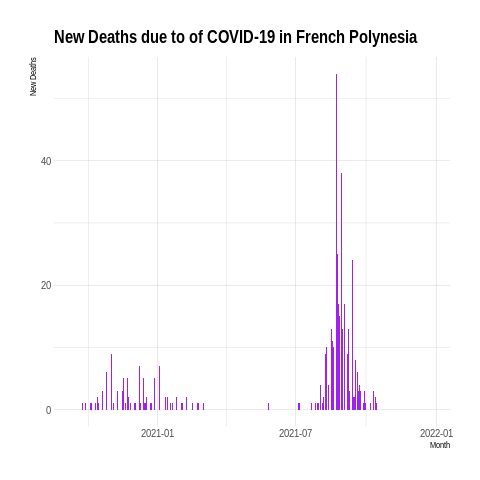 New Deaths due to of COVID-19 in French Polynesia
New Deaths
40
20
0
2021-01
2021-07
2022-01
Month